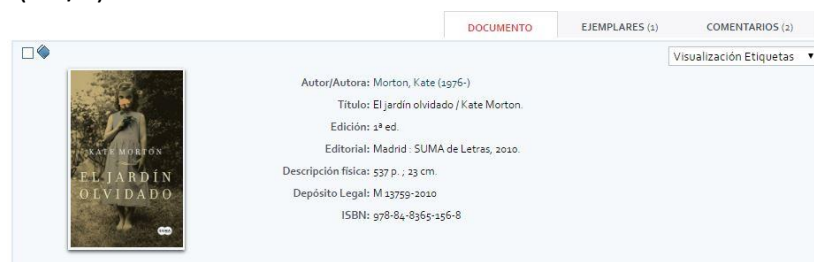 DOCUMENTO EJEMPLARES (1) COMENTARIOS (2)
Visualización Etiquetas
Autor/Autora: Morton, Kate (1976-)
Título: El jardín olvidado / Kate Morton.
Edición: 1ª ed.
Editorial: Madrid : SUMA de Letras, 2010.
Descripción física: 537 p. ; 23 cm.
Depósito Legal: M 13759-2010
ISBN: 978-84-8365-156-8
KATE MORTON
EL JARDÍN
OLVIDADO